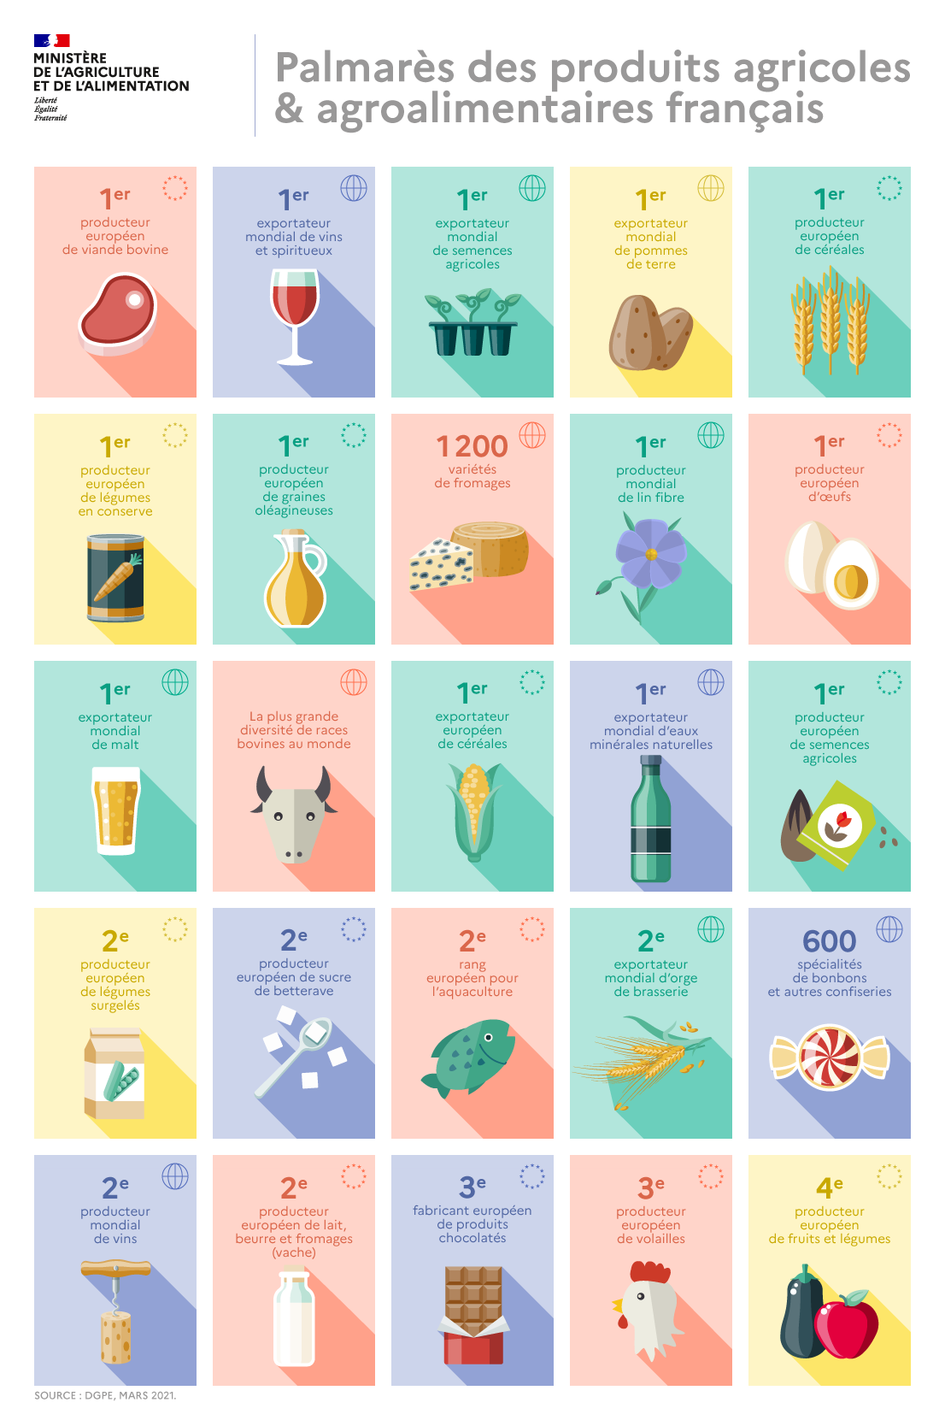 MINISTÈRE
DE L'AGRICULTURE
ET DE L'ALIMENTATION
Liberté
Égalité
Fraternité
Palmarès des produits agricoles
& agroalimentaires français
1er
producteur
européen
de viande bovine
1er
exportateur
mondial de vins
et spiritueux
1er
exportateur
mondial
de semences
agricoles
1er
exportateur
mondial
de pommes
de terre
1er
producteur
européen
de céréales
1er
producteur
européen
de légumes
en conserve
1er
producteur
européen
de graines
oléagineuses
1 200
variétés
de fromages
1er
producteur
mondial
de lin fibre
1er
producteur
européen
d'œufs
1er
exportateur
mondial
de malt
La plus grande
diversité de races
bovines au monde
1er
exportateur
européen
de céréales
1er
exportateur
mondial d'eaux
minérales naturelles
1er
producteur
européen
de semences
agricoles
2e
producteur
européen
de légumes
surgelés
2e
producteur
européen de sucre
de betterave
2e
rang
européen pour
l'aquaculture
2e
exportateur
mondial d'orge
de brasserie
600
spécialités
de bonbons
et autres confiseries
2e
producteur
mondial
de vins
2e
producteur
européen de lait,
beurre et fromages
(vache)
3e
fabricant européen
de produits
chocolatés
3e
producteur
européen
de volailles
4e
producteur
européen
de fruits et légumes
SOURCE : DGPE, MARS 2021.